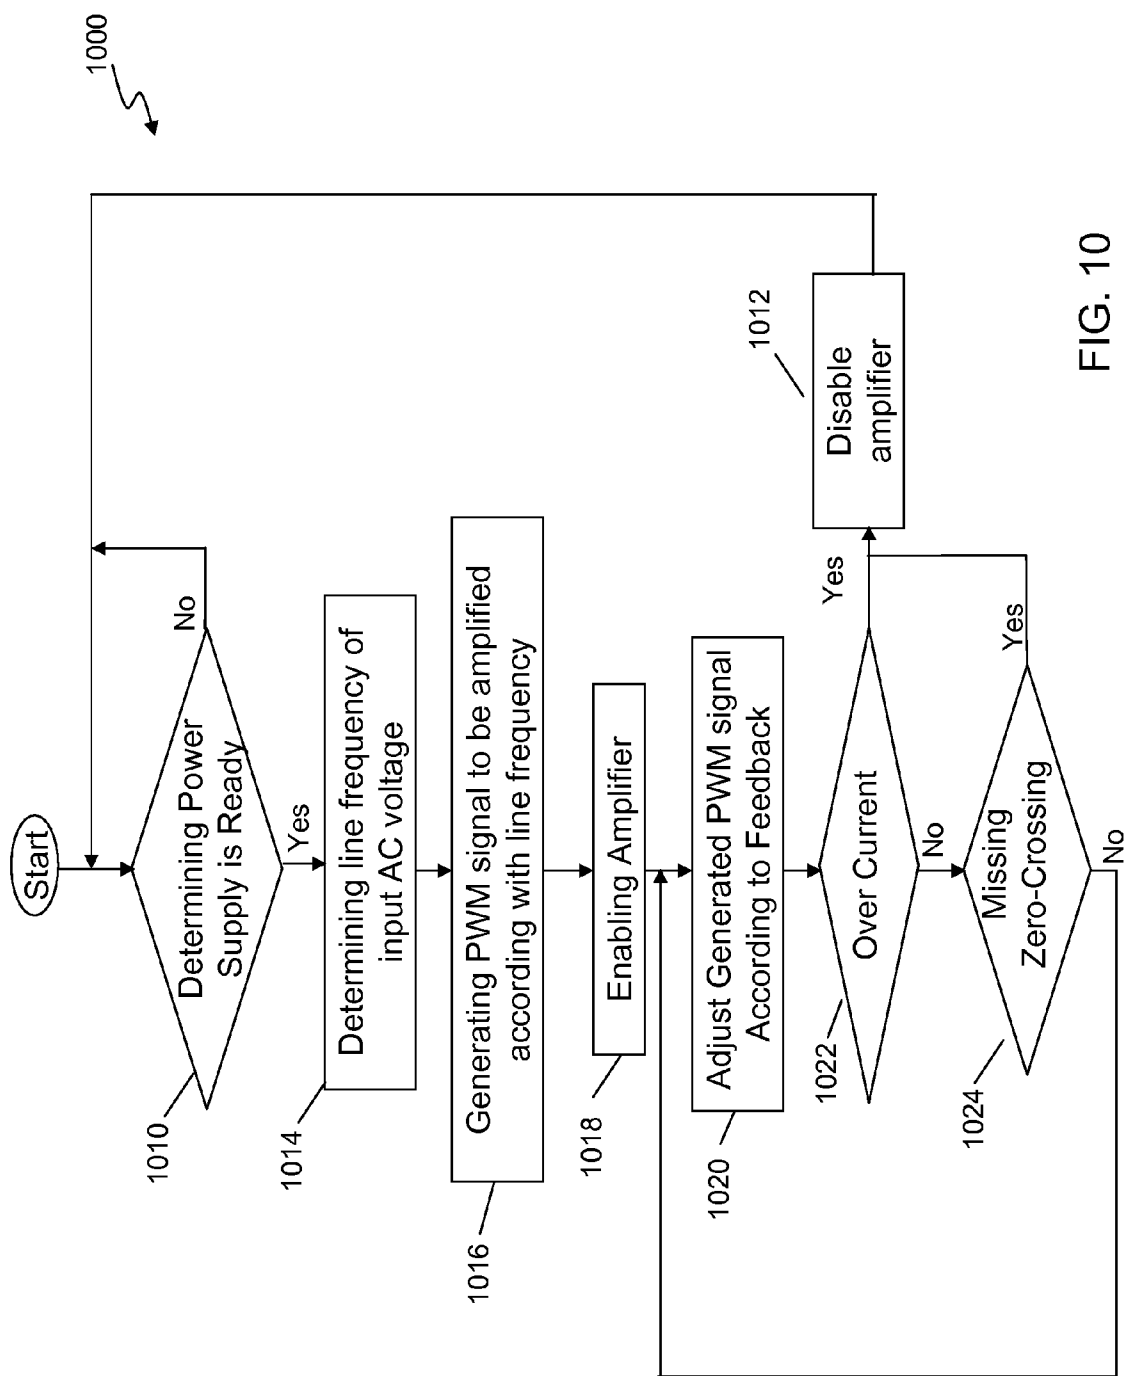 1000
Start
Determining Power
Supply is Ready
No
1010
Yes
Determining line frequency of
input AC voltage
1014
Generating PWM signal to be amplified
according with line frequency
1016
Enabling Amplifier
1018
Adjust Generated PWM signal
According to Feedback
1020
Over Current
1022
Yes
No
Disable
amplifier
1012
Missing
Zero-Crossing
1024
Yes
No
FIG. 10